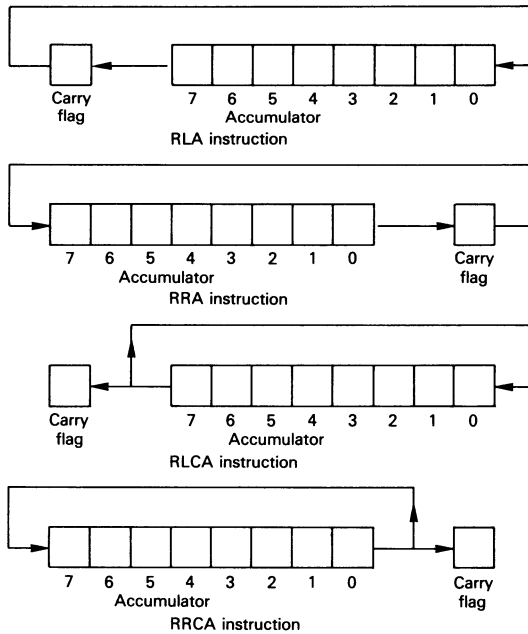 Carry
flag
7 6 5 4 3 2 1 0
Accumulator
RLA instruction
7 6 5 4 3 2 1 0
Accumulator
Carry
flag
RRA instruction
Carry
flag
7 6 5 4 3 2 1 0
Accumulator
RLCA instruction
7 6 5 4 3 2 1 0
Accumulator
Carry
flag
RRCA instruction